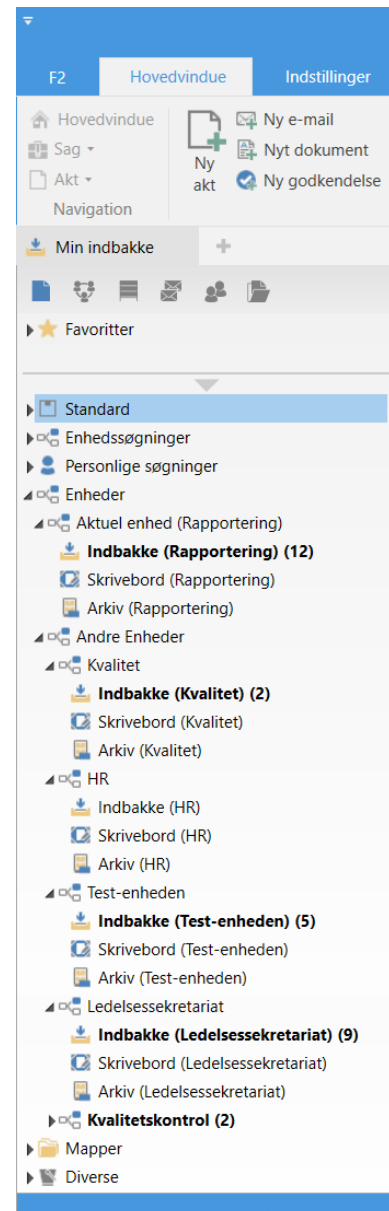 F2 Hovedvindue Indstillinger
Hovedvindue
Sag
Akt
Navigation
Ny
akt
Ny e-mail
Nyt dokument
Ny godkendelse
Min indbakke +
Favoritter
Standard
Enhedssøgninger
Personlige søgninger
Enheder
Aktuel enhed (Rapportering)
Indbakke (Rapportering) (12)
Skrivebord (Rapportering)
Arkiv (Rapportering)
Andre Enheder
Kvalitet
Indbakke (Kvalitet) (2)
Skrivebord (Kvalitet)
Arkiv (Kvalitet)
HR
Indbakke (HR)
Skrivebord (HR)
Arkiv (HR)
Test-enheden
Indbakke (Test-enheden) (5)
Skrivebord (Test-enheden)
Arkiv (Test-enheden)
Ledelsessekretariat
Indbakke (Ledelsessekretariat) (9)
Skrivebord (Ledelsessekretariat)
Arkiv (Ledelsessekretariat)
Kvalitetskontrol (2)
Mapper
Diverse